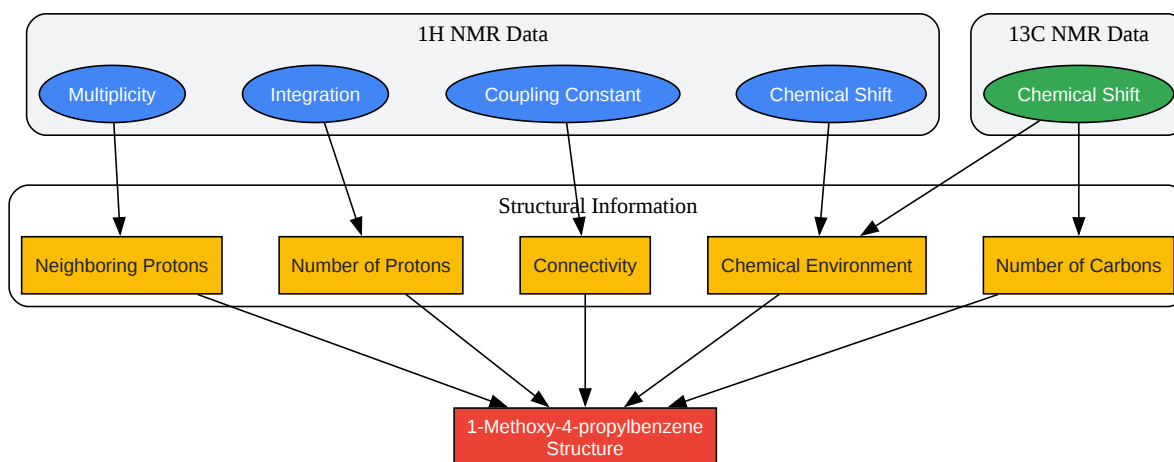 1H NMR Data
13C NMR Data
Multiplicity
Integration
Coupling Constant
Chemical Shift
Chemical Shift
Structural Information
Neighboring Protons
Number of Protons
Connectivity
Chemical Environment
Number of Carbons
1-Methoxy-4-propylbenzene
Structure